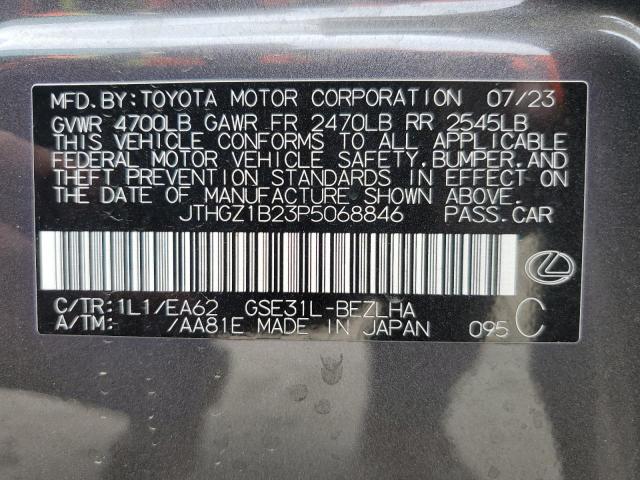 MFD.BY:TOYOTA MOTOR CORPORATION 07/23
GVWR 4700LB GAWR FR 2470LB RR 2545LB
THIS VEHICLE CONFORMS TO ALL APPLICABLE
FEDERAL MOTOR VEHICLE SAFETY,BUMPER,AND
THEFT PREVENTION STANDARDS IN EFFECT ON
THE DATE OF MANUFACTURE SHOWN ABOVE.
JTHGZ1B23P5068846 PASS.CAR
C/TR:1L1/EA62 GSE31L-BEZLHA
A/TM:- /AA81E MADE IN JAPAN 095 C